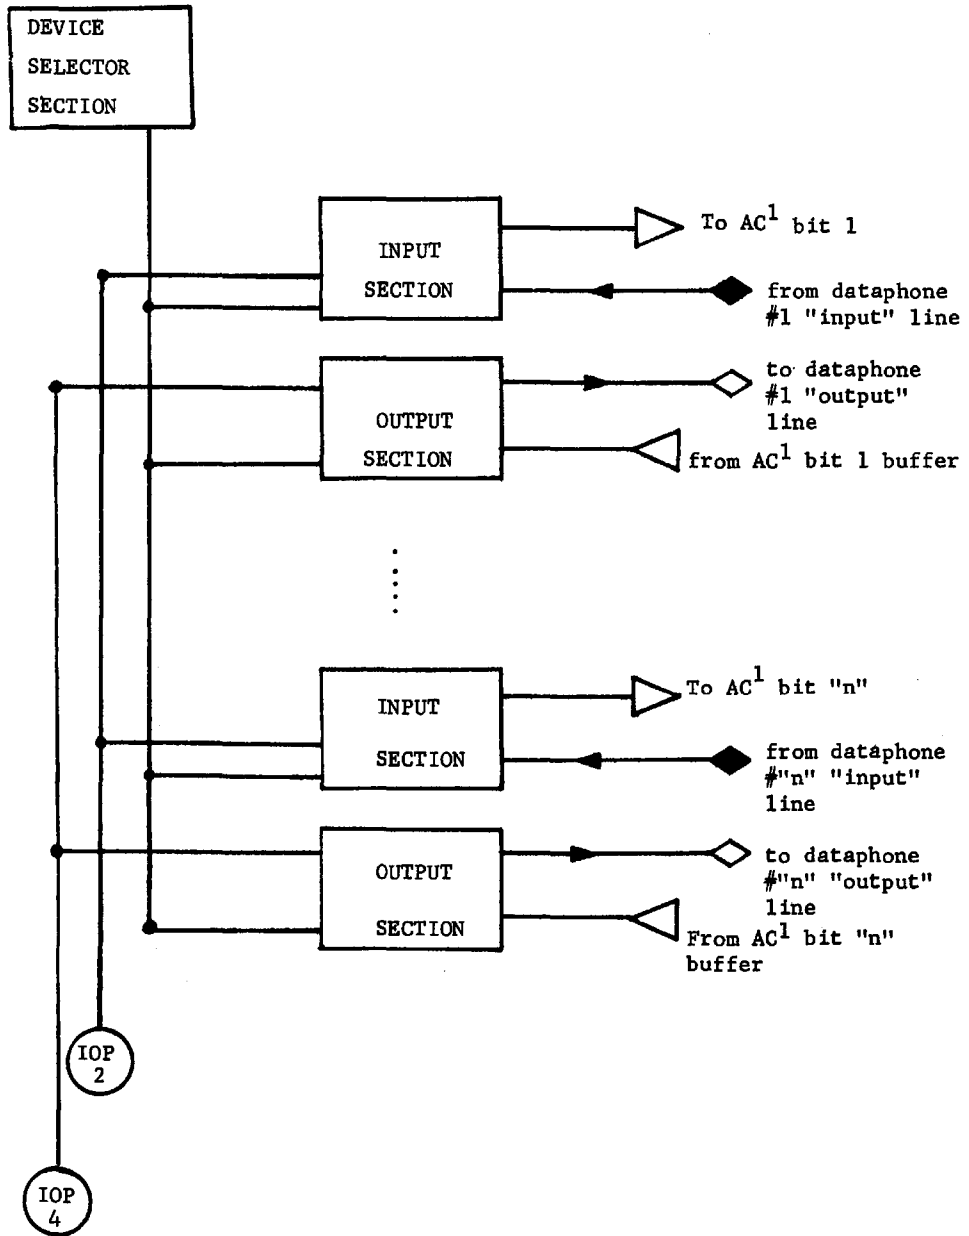 DEVICE
SELECTOR
SECTION
INPUT
SECTION
To AC¹ bit 1
from dataphone
#1 "input" line
OUTPUT
SECTION
to dataphone
#1 "output"
line
from AC¹ bit 1 buffer
INPUT
SECTION
To AC¹ bit "n"
from dataphone
#"n" "input"
line
OUTPUT
SECTION
to dataphone
#"n" "output"
line
From AC¹ bit "n"
buffer
IOP
2
IOP
4